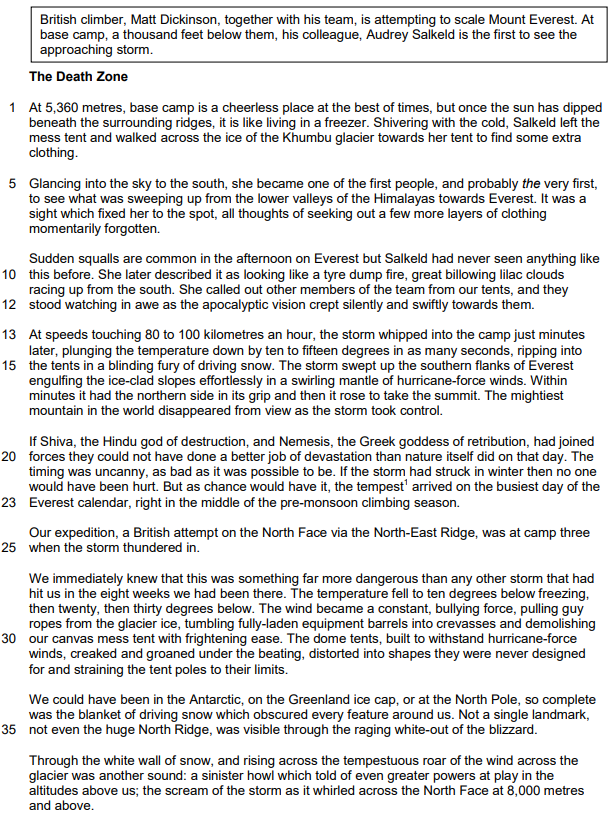 British climber, Matt Dickinson, together with his team, is attempting to scale Mount Everest. At
base camp, a thousand feet below them, his colleague, Audrey Salkeld is the first to see the
approaching storm.
The Death Zone
1 At 5,360 metres, base camp is a cheerless place at the best of times, but once the sun has dipped
beneath the surrounding ridges, it is like living in a freezer. Shivering with the cold, Salkeld left the
mess tent and walked across the ice of the Khumbu glacier towards her tent to find some extra
clothing.
5 Glancing into the sky to the south, she became one of the first people, and probably the very first,
to see what was sweeping up from the lower valleys of the Himalayas towards Everest. It was a
sight which fixed her to the spot, all thoughts of seeking out a few more layers of clothing
momentarily forgotten.
Sudden squalls are common in the afternoon on Everest but Salkeld had never seen anything like
10 this before. She later described it as looking like a tyre dump fire, great billowing lilac clouds
racing up from the south. She called out other members of the team from our tents, and they
12 stood watching in awe as the apocalyptic vision crept silently and swiftly towards them.
13 At speeds touching 80 to 100 kilometres an hour, the storm whipped into the camp just minutes
later, plunging the temperature down by ten to fifteen degrees in as many seconds, ripping into
15 the tents in a blinding fury of driving snow. The storm swept up the southern flanks of Everest
engulfing the ice-clad slopes effortlessly in a swirling mantle of hurricane-force winds. Within
minutes it had the northern side in its grip and then it rose to take the summit. The mightiest
mountain in the world disappeared from view as the storm took control.
If Shiva, the Hindu god of destruction, and Nemesis, the Greek goddess of retribution, had joined
20 forces they could not have done a better job of devastation than nature itself did on that day. The
timing was uncanny, as bad as it was possible to be. If the storm had struck in winter then no one
would have been hurt. But as chance would have it, the tempest¹ arrived on the busiest day of the
23 Everest calendar, right in the middle of the pre-monsoon climbing season.
Our expedition, a British attempt on the North Face via the North-East Ridge, was at camp three
25 when the storm thundered in.
We immediately knew that this was something far more dangerous than any other storm that had
hit us in the eight weeks we had been there. The temperature fell to ten degrees below freezing,
then twenty, then thirty degrees below. The wind became a constant, bullying force, pulling guy
ropes from the glacier ice, tumbling fully-laden equipment barrels into crevasses and demolishing
30 our canvas mess tent with frightening ease. The dome tents, built to withstand hurricane-force
winds, creaked and groaned under the beating, distorted into shapes they were never designed
for and straining the tent poles to their limits.
We could have been in the Antarctic, on the Greenland ice cap, or at the North Pole, so complete
was the blanket of driving snow which obscured every feature around us. Not a single landmark,
35 not even the huge North Ridge, was visible through the raging white-out of the blizzard.
Through the white wall of snow, and rising across the tempestuous roar of the wind across the
glacier was another sound: a sinister howl which told of even greater powers at play in the
altitudes above us; the scream of the storm as it whirled across the North Face at 8,000 metres
and above.